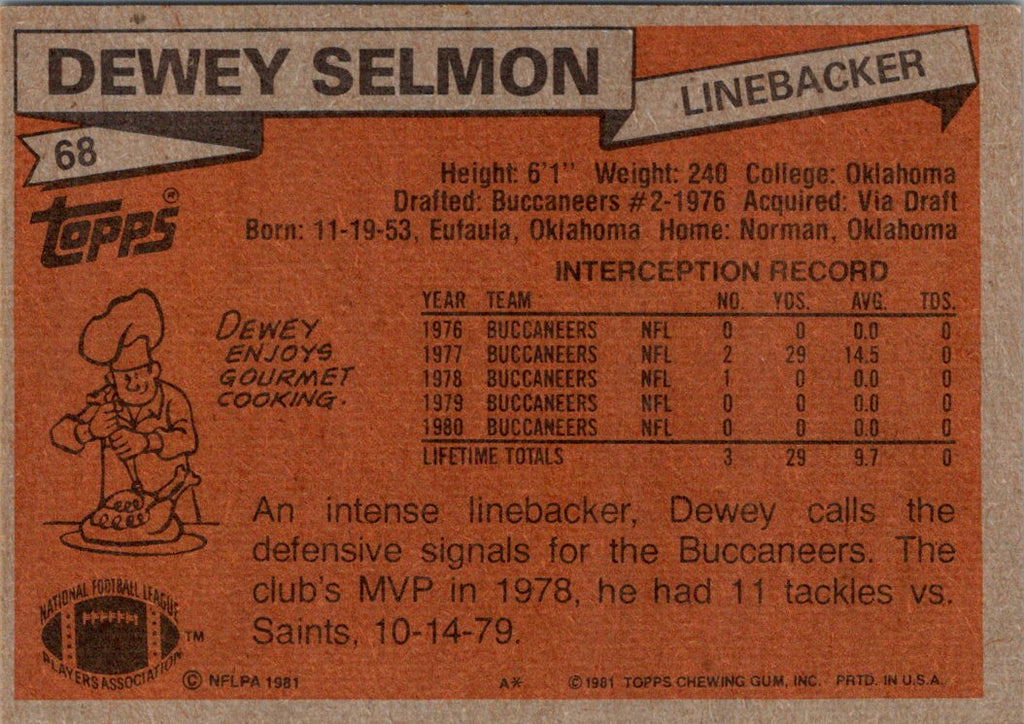 DEWEY SELMON
LINEBACKER
68
TOPPS®
Height: 6'1" Weight: 240 College: Oklahoma
Drafted: Buccaneers #2-1976 Acquired: Via Draft
Born: 11-19-53, Eufaula, Oklahoma Home: Norman, Oklahoma
DEWEY
ENJOYS
GOURMET
COOKING.
INTERCEPTION RECORD
YEAR TEAM NO. YDS. AVG. TDS.
1976 BUCCANEERS NFL 0 0 0.0 0
1977 BUCCANEERS NFL 2 29 14.5 0
1978 BUCCANEERS NFL 1 0 0.0 0
1979 BUCCANEERS NFL 0 0 0.0 0
1980 BUCCANEERS NFL 0 0 0.0 0
LIFETIME TOTALS 3 29 9.7 0
An intense linebacker, Dewey calls the
defensive signals for the Buccaneers. The
club's MVP in 1978, he had 11 tackles vs.
Saints, 10-14-79.
NATIONAL FOOTBALL LEAGUE
PLAYERS ASSOCIATION
TM
© NFLPA 1981 A* © 1981 TOPPS CHEWING GUM, INC. PRTD. IN U.S.A.